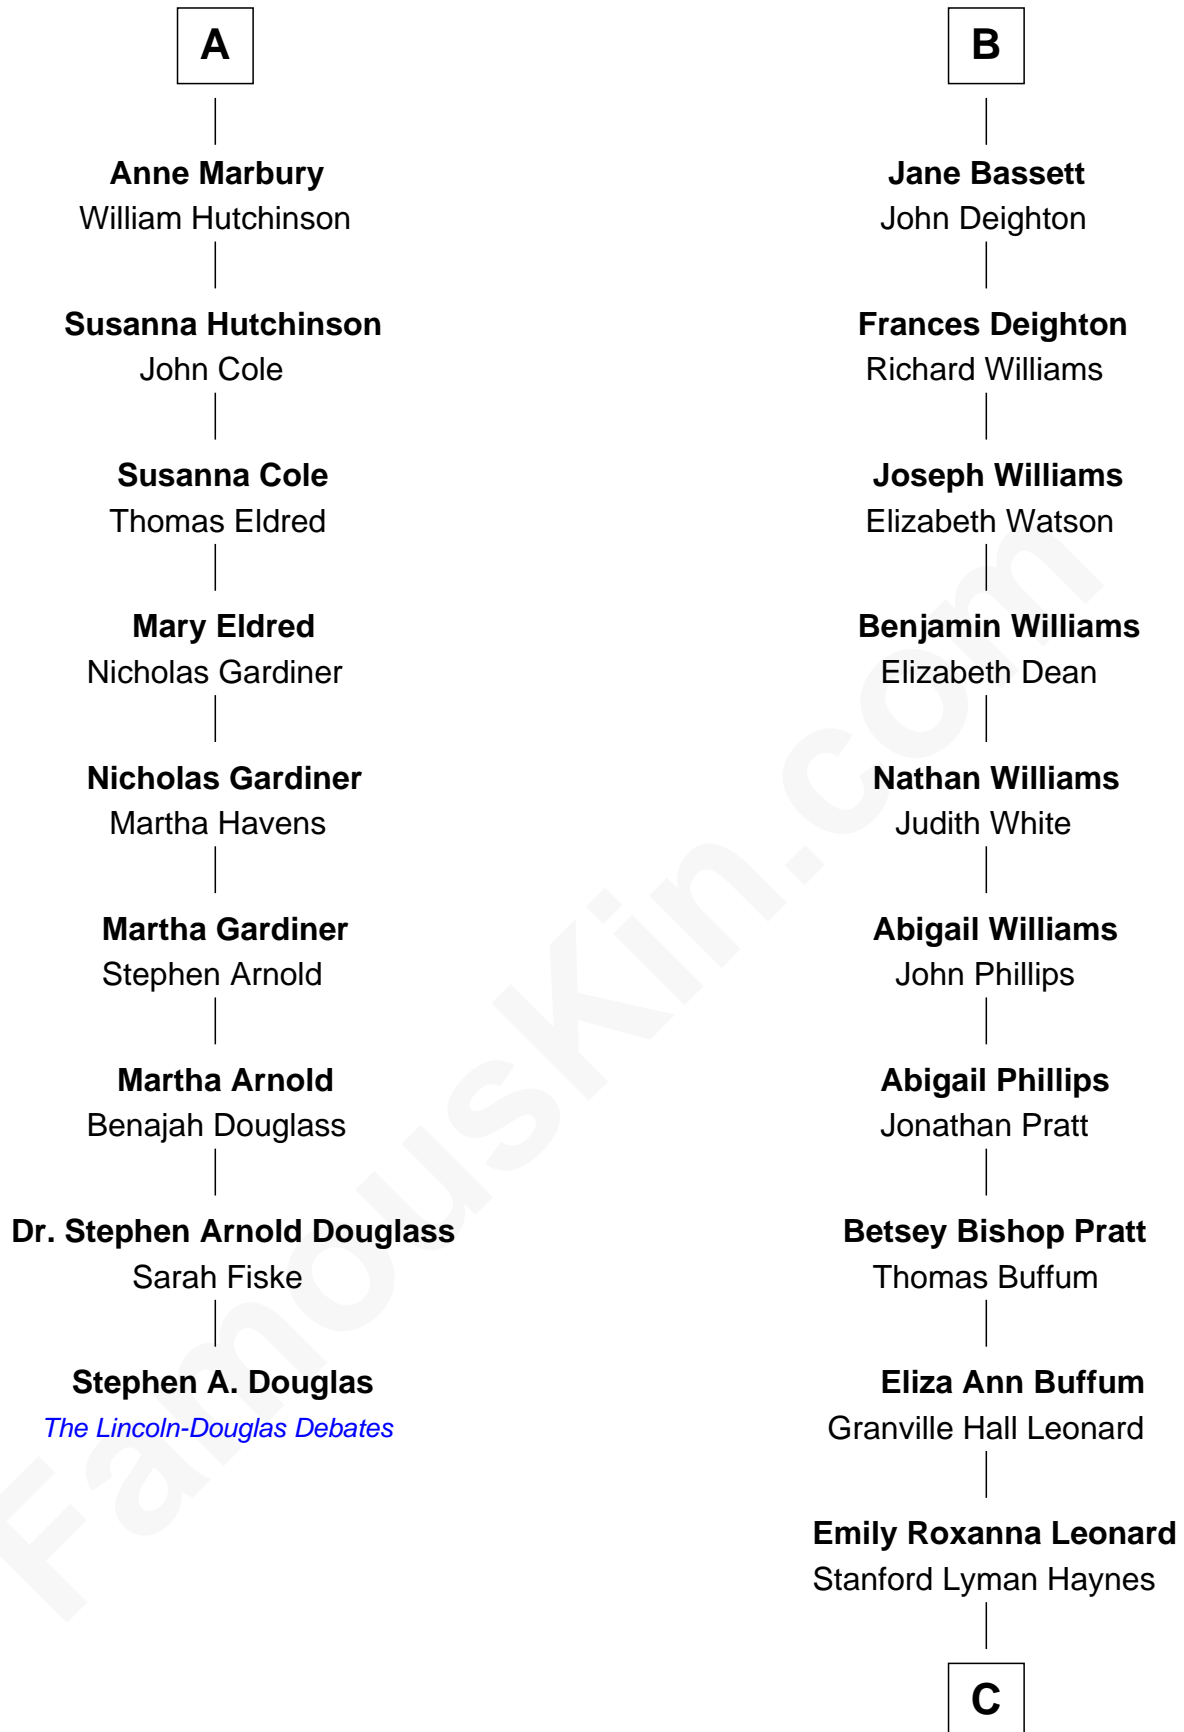 A
Anne Marbury
William Hutchinson
Susanna Hutchinson
John Cole
Susanna Cole
Thomas Eldred
Mary Eldred
Nicholas Gardiner
Nicholas Gardiner
Martha Havens
Martha Gardiner
Stephen Arnold
Martha Arnold
Benajah Douglass
Dr. Stephen Arnold Douglass
Sarah Fiske
Stephen A. Douglas
The Lincoln-Douglas Debates
B
Jane Bassett
John Deighton
Frances Deighton
Richard Williams
Joseph Williams
Elizabeth Watson
Benjamin Williams
Elizabeth Dean
Nathan Williams
Judith White
Abigail Williams
John Phillips
Abigail Phillips
Jonathan Pratt
Betsey Bishop Pratt
Thomas Buffum
Eliza Ann Buffum
Granville Hall Leonard
Emily Roxanna Leonard
Stanford Lyman Haynes
C
FamousKin.com